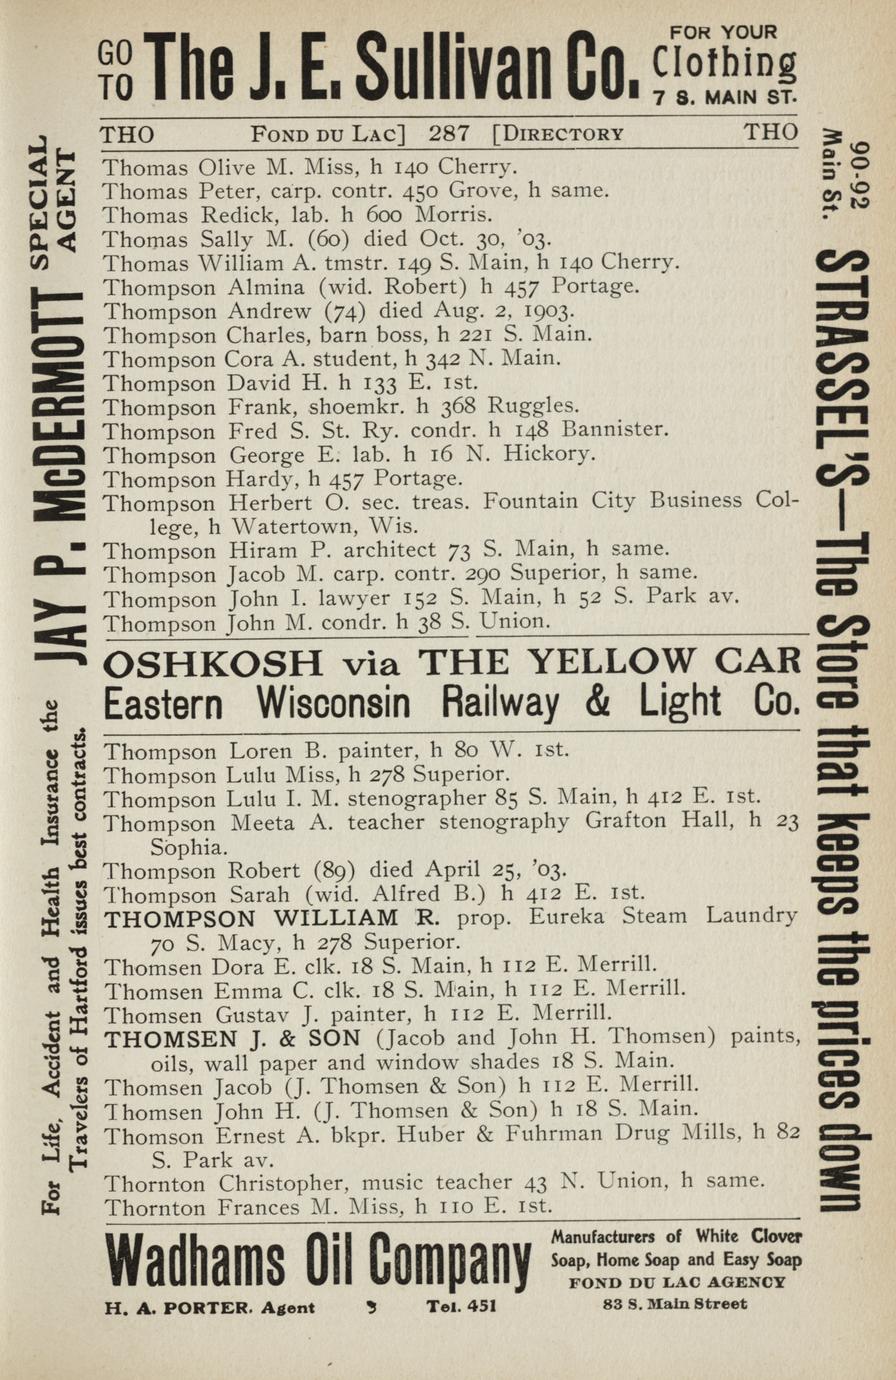 GO TO The J. E. Sullivan Co. FOR YOUR Clothing 7 S. MAIN ST.
THO FOND DU LAC] 287 [DIRECTORY THO
Thomas Olive M. Miss, h 140 Cherry.
Thomas Peter, carp. contr. 450 Grove, h same.
Thomas Redick, lab. h 600 Morris.
Thomas Sally M. (60) died Oct. 30, '03.
Thomas William A. tmstr. 149 S. Main, h 140 Cherry.
Thompson Almina (wid. Robert) h 457 Portage.
Thompson Andrew (74) died Aug. 2, 1903.
Thompson Charles, barn boss, h 221 S. Main.
Thompson Cora A. student, h 342 N. Main.
Thompson David H. h 133 E. 1st.
Thompson Frank, shoemkr. h 368 Ruggles.
Thompson Fred S. St. Ry. condr. h 148 Bannister.
Thompson George E. lab. h 16 N. Hickory.
Thompson Hardy, h 457 Portage.
Thompson Herbert O. sec. treas. Fountain City Business Col-
lege, h Watertown, Wis.
Thompson Hiram P. architect 73 S. Main, h same.
Thompson Jacob M. carp. contr. 290 Superior, h same.
Thompson John I. lawyer 152 S. Main, h 52 S. Park av.
Thompson John M. condr. h 38 S. Union.
OSHKOSH via THE YELLOW CAR
Eastern Wisconsin Railway & Light Co.
Thompson Loren B. painter, h 80 W. 1st.
Thompson Lulu Miss, h 278 Superior.
Thompson Lulu I. M. stenographer 85 S. Main, h 412 E. 1st.
Thompson Meeta A. teacher stenography Grafton Hall, h 23
Sophia.
Thompson Robert (89) died April 25, '03.
Thompson Sarah (wid. Alfred B.) h 412 E. 1st.
THOMPSON WILLIAM R. prop. Eureka Steam Laundry
70 S. Macy, h 278 Superior.
Thomsen Dora E. clk. 18 S. Main, h 112 E. Merrill.
Thomsen Emma C. clk. 18 S. Main, h 112 E. Merrill.
Thomsen Gustav J. painter, h 112 E. Merrill.
THOMSEN J. & SON (Jacob and John H. Thomsen) paints,
oils, wall paper and window shades 18 S. Main.
Thomsen Jacob (J. Thomsen & Son) h 112 E. Merrill.
Thomsen John H. (J. Thomsen & Son) h 18 S. Main.
Thomson Ernest A. bkpr. Huber & Fuhrman Drug Mills, h 82
S. Park av.
Thornton Christopher, music teacher 43 N. Union, h same.
Thornton Frances M. Miss, h 110 E. 1st.
Wadhams Oil Company
H. A. PORTER. Agent Tel. 451
Manufacturers of White Clover
Soap, Home Soap and Easy Soap
FOND DU LAC AGENCY
83 S. Main Street
For Life, Accident and Health Insurance the
Travelers of Hartford issues best contracts.
JAY P. McDERMOTT SPECIAL AGENT
90-92
Main St.
STRASSEL'S—The Store that keeps the prices down